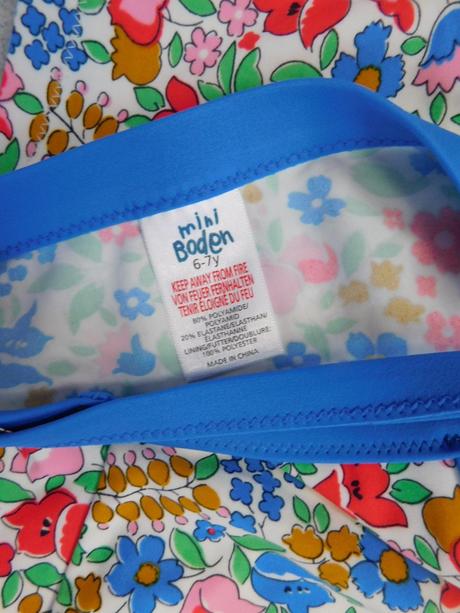 mini
Boden
6-7y
KEEP AWAY FROM FIRE
VON FEUER FERNHALTEN
TENIR ÉLOIGNÉ DU FEU
80% POLYAMIDE/
POLYAMID
20% ELASTANE/ELASTHAN/
ELASTHANNE
LINING/FUTTER/DOUBLURE:
100% POLYESTER
MADE IN CHINA